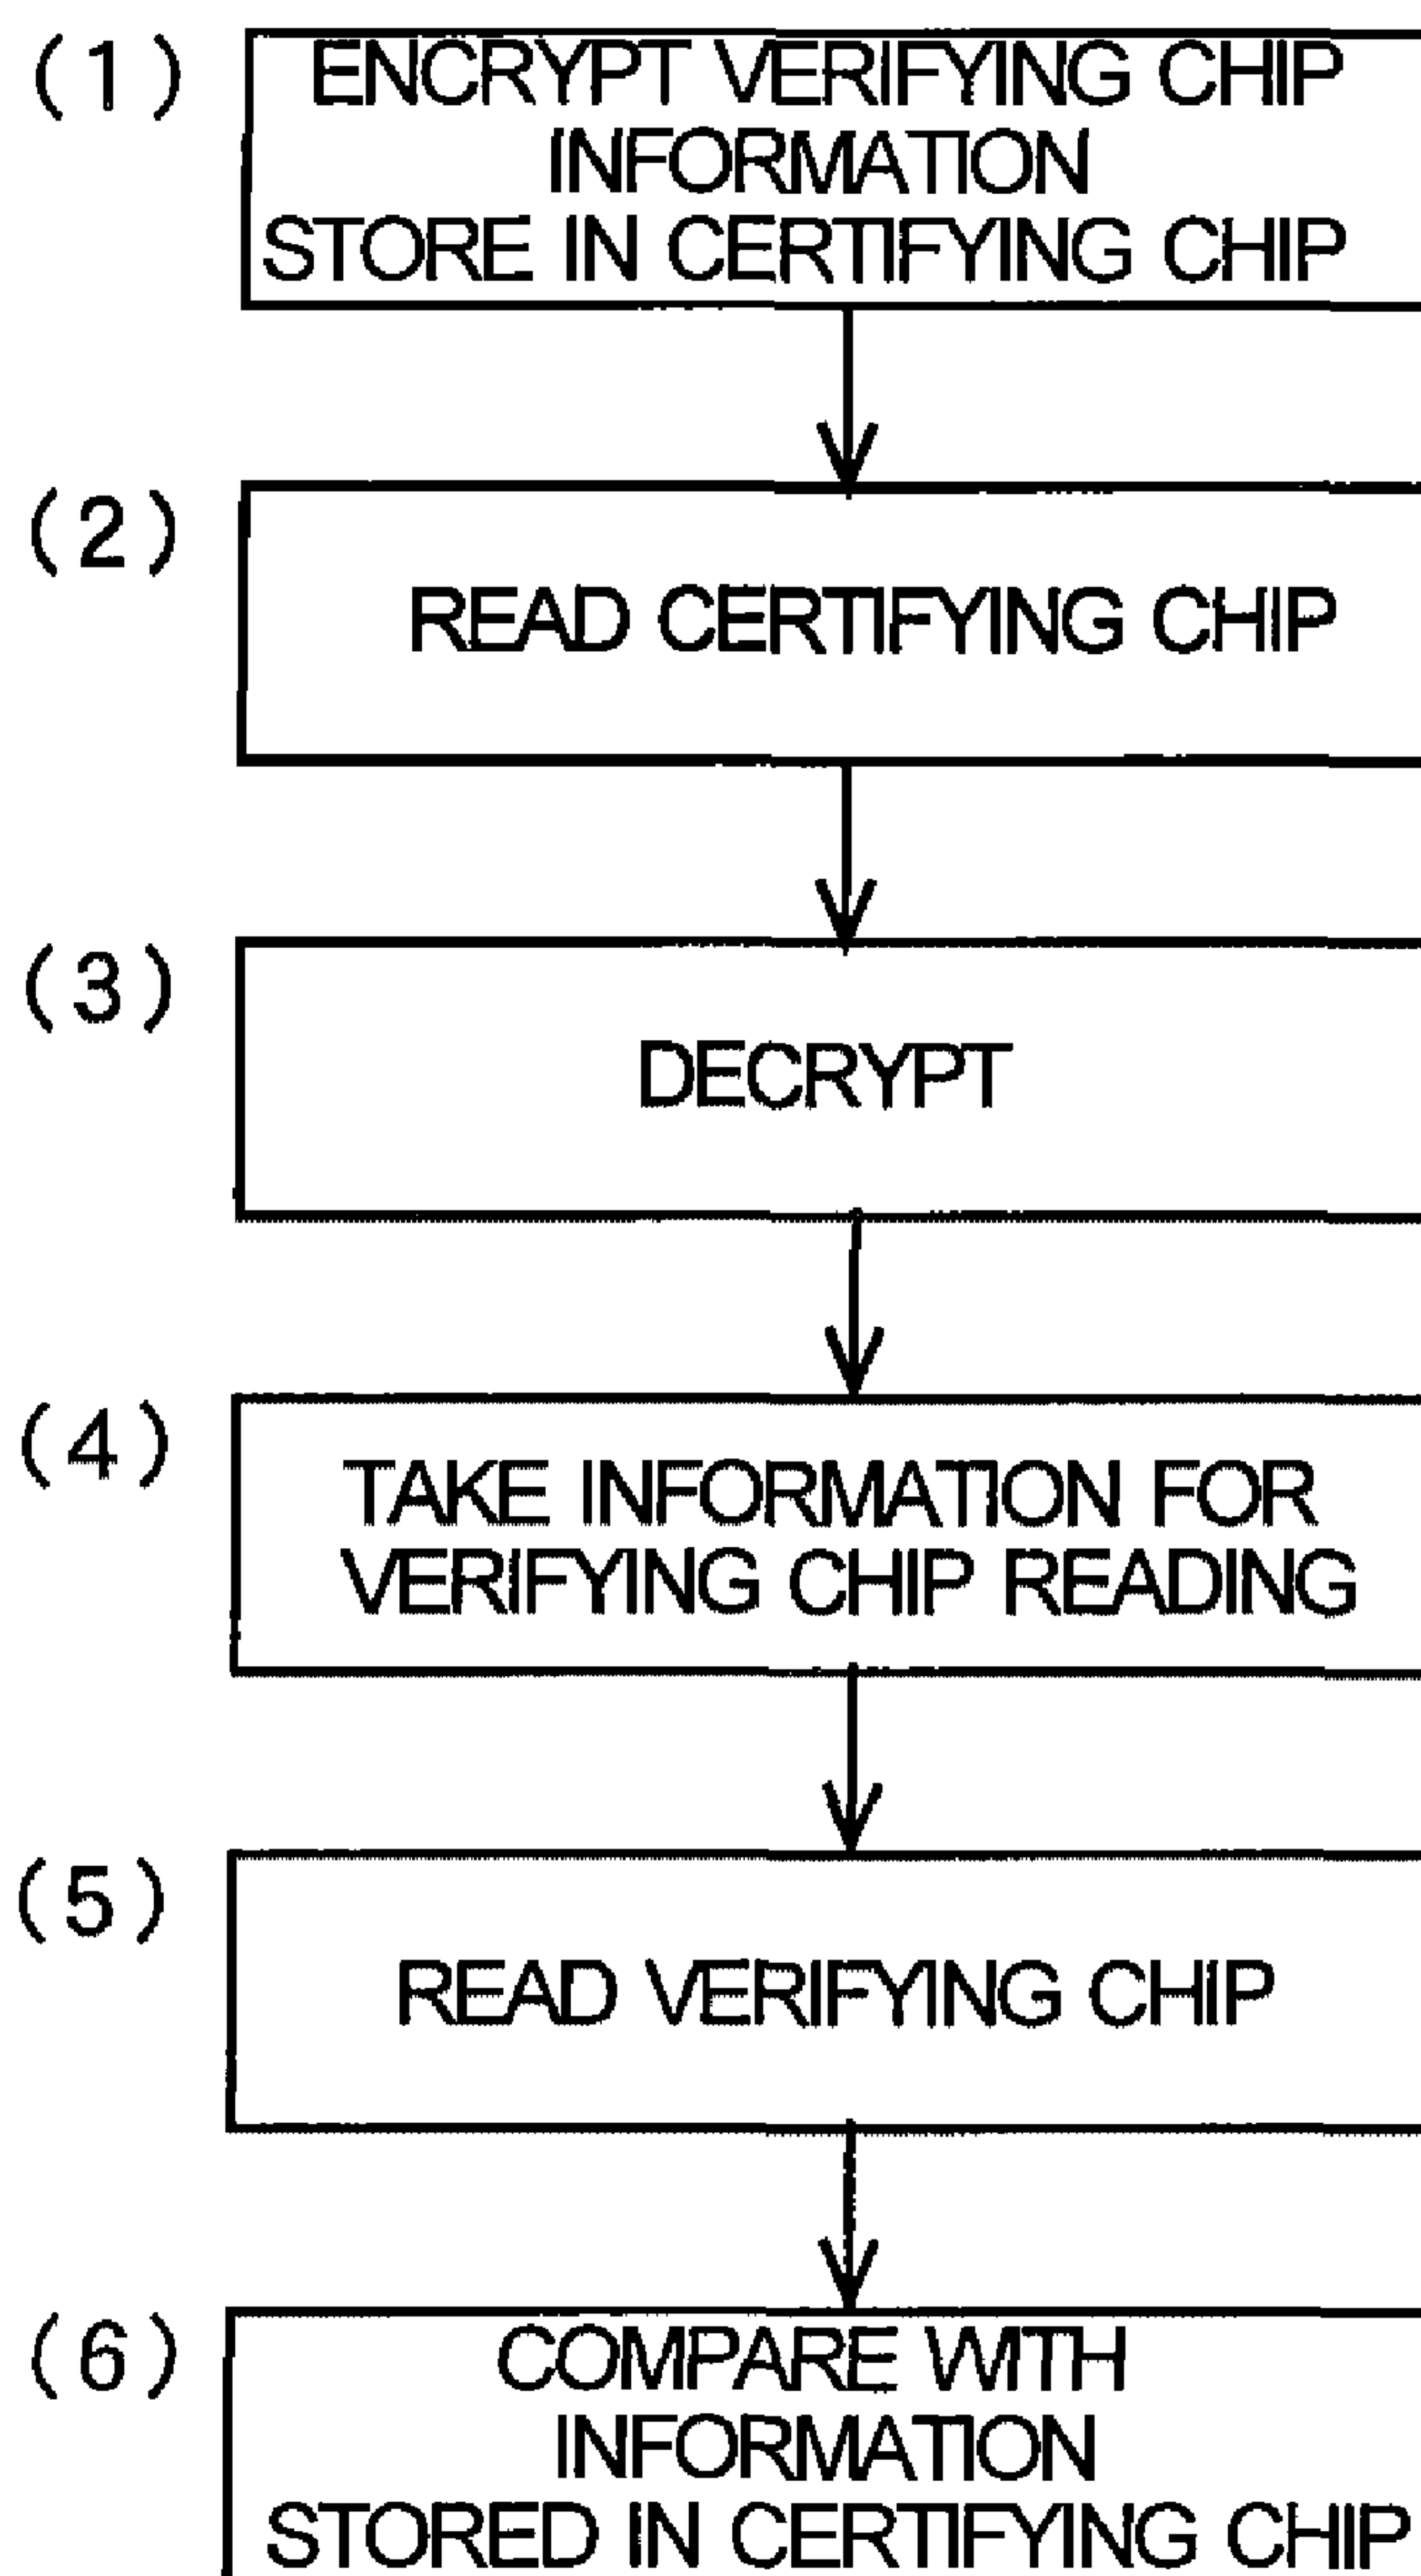 (1) ENCRYPT VERIFYING CHIP
INFORMATION
STORE IN CERTIFYING CHIP
(2)
READ CERTIFYING CHIP
(3)
DECRYPT
(4)
TAKE INFORMATION FOR
VERIFYING CHIP READING
(5)
READ VERIFYING CHIP
(6) COMPARE WITH
INFORMATION
STORED IN CERTIFYING CHIP